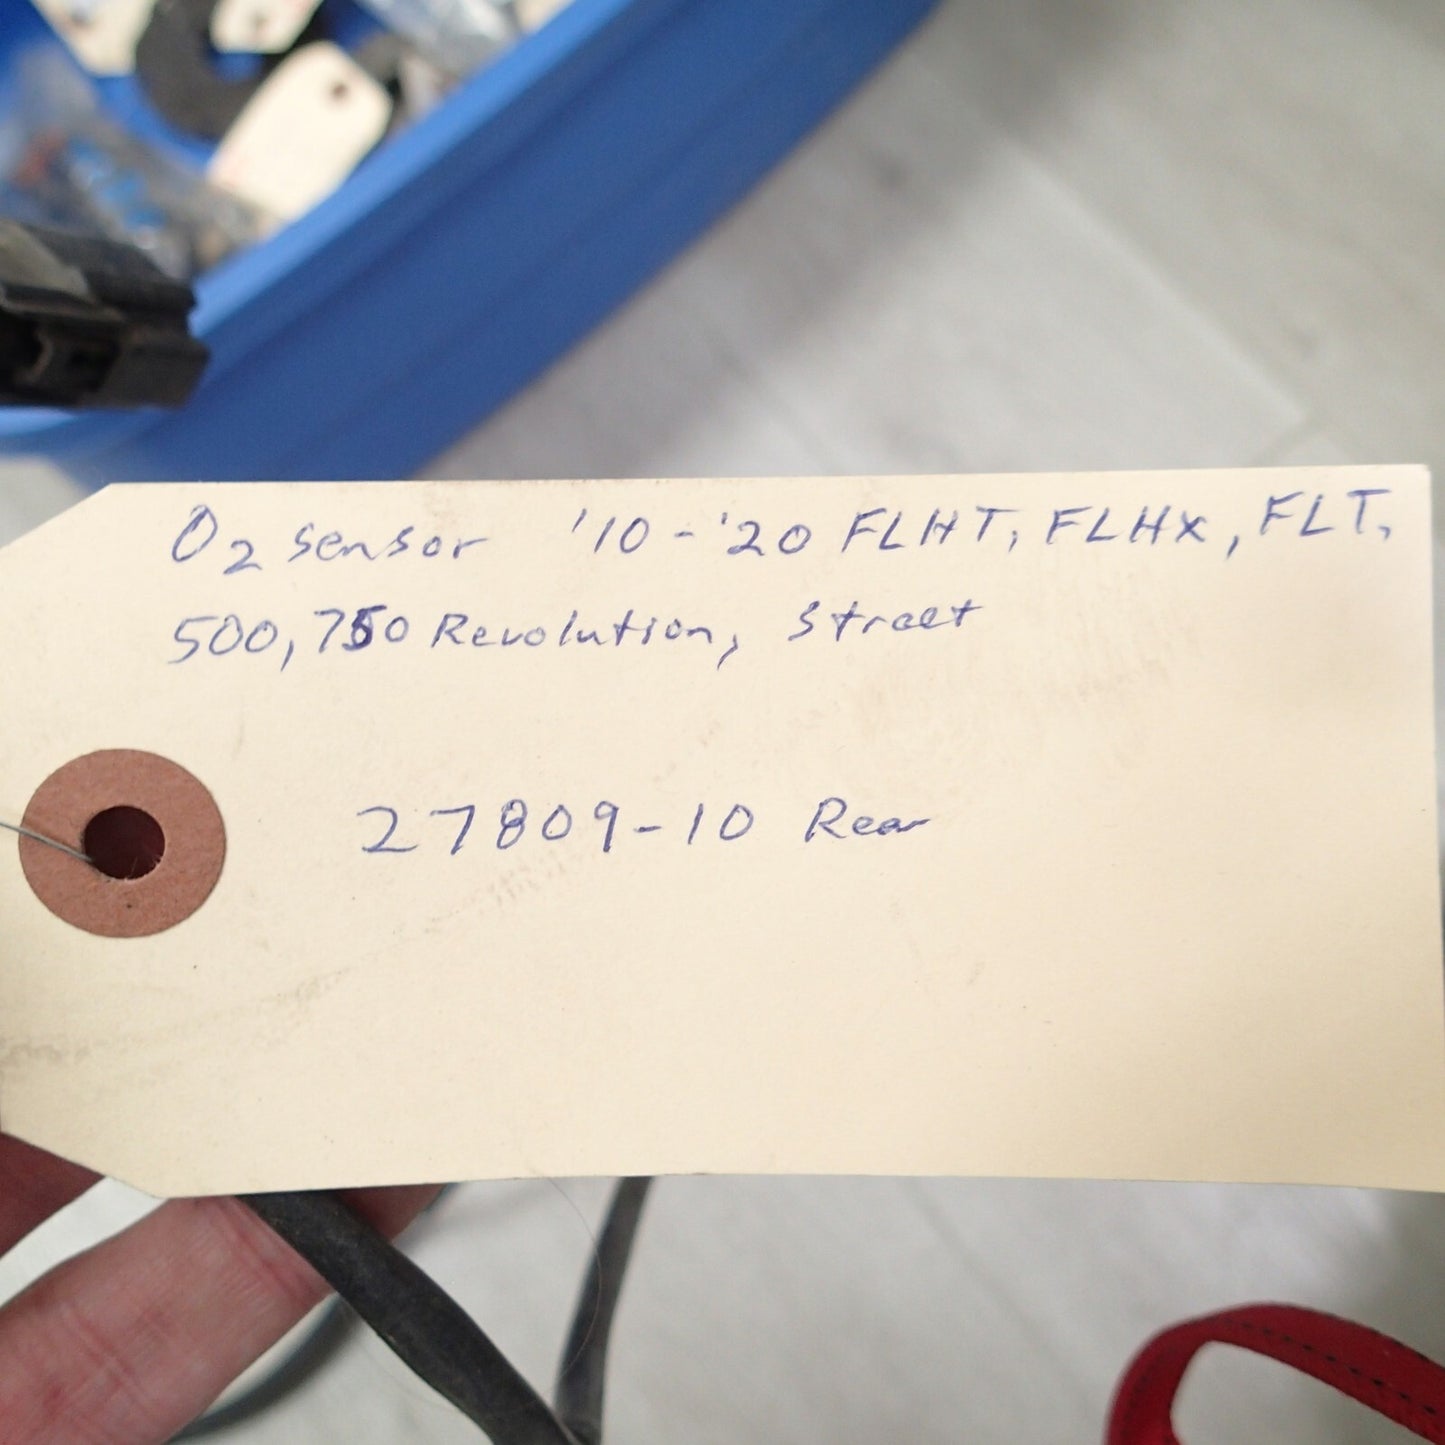 O2 sensor '10-'20 FLHT, FLHX, FLT,
500, 750 Revolution, Street
27809-10 Rear